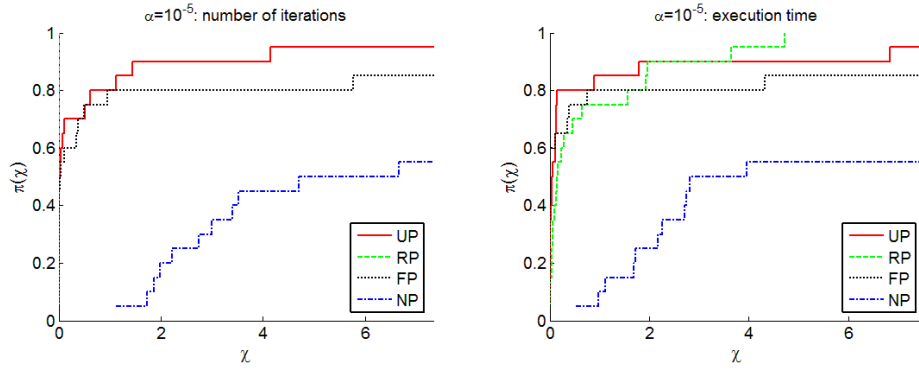 α=10⁻⁵: number of iterations
1
0.8
0.6
0.4
0.2
0
π(χ)
0 2 4 6
χ
UP
RP
FP
NP
α=10⁻⁵: execution time
1
0.8
0.6
0.4
0.2
0
π(χ)
0 2 4 6
χ
UP
RP
FP
NP